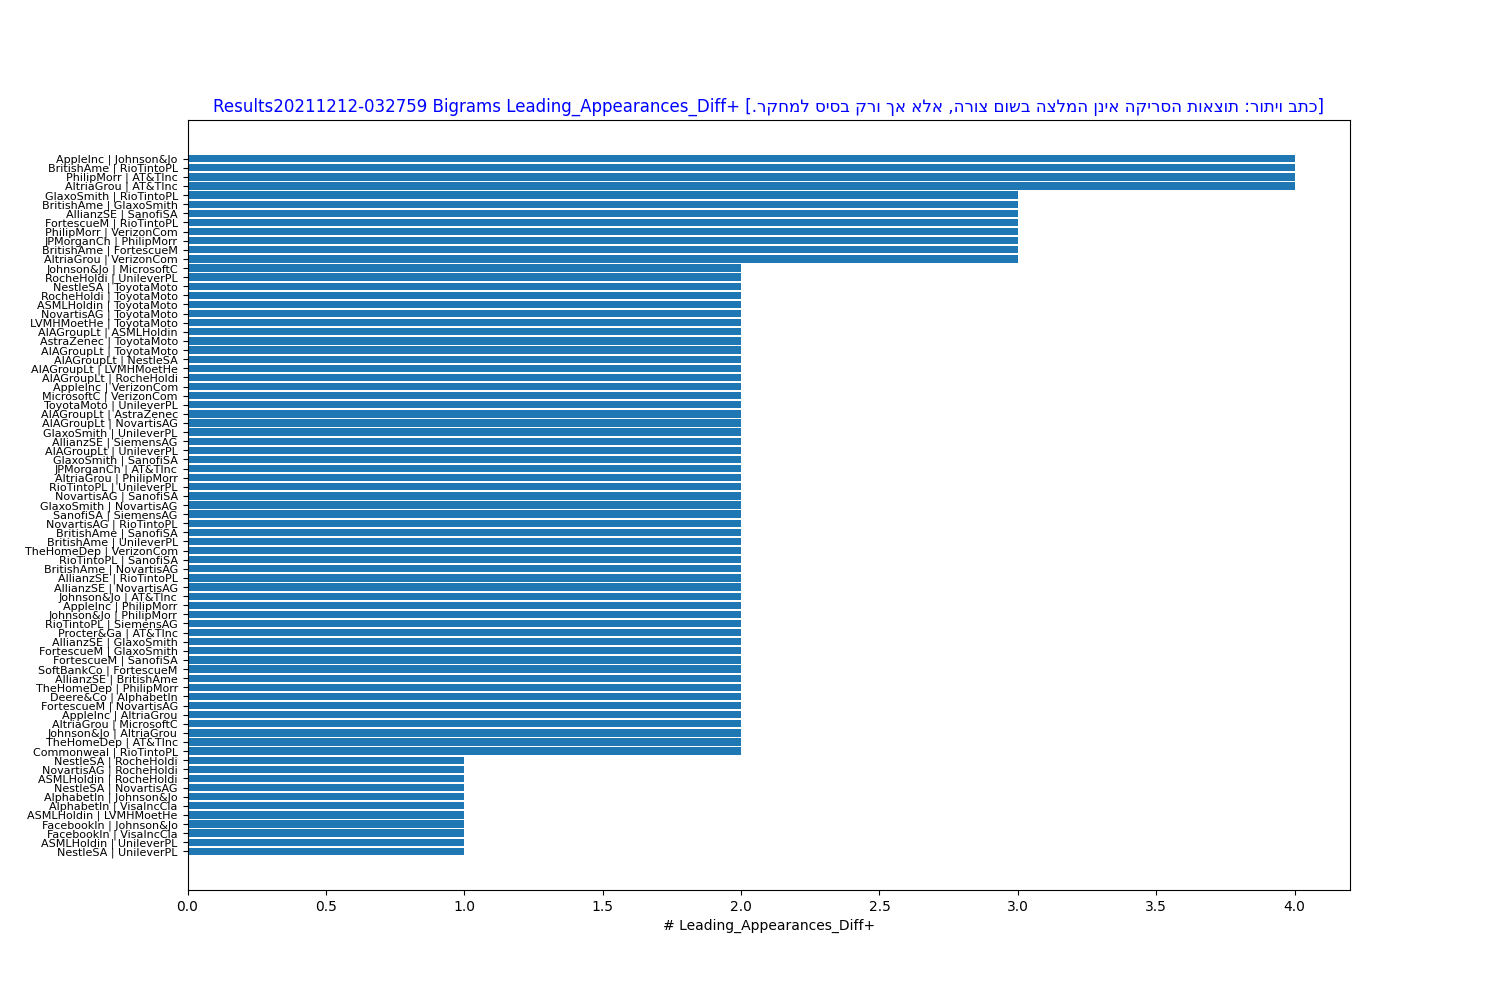 Results20211212-032759 Bigrams Leading_Appearances_Diff+ [כתב ויתור: תוצאות הסריקה אינן המלצה בשום צורה, אלא אך ורק בסיס למחקר.]
AppleInc | Johnson&Jo
BritishAme | RioTintoPL
PhilipMorr | AT&TInc
AltriaGrou | AT&TInc
GlaxoSmith | RioTintoPL
BritishAme | GlaxoSmith
AllianzSE | SanofiSA
FortescueM | RioTintoPL
PhilipMorr | VerizonCom
JPMorganCh | PhilipMorr
BritishAme | FortescueM
AltriaGrou | VerizonCom
Johnson&Jo | MicrosoftC
RocheHoldi | UnileverPL
NestleSA | ToyotaMoto
RocheHoldi | ToyotaMoto
ASMLHoldin | ToyotaMoto
NovartisAG | ToyotaMoto
LVMHMoetHe | ToyotaMoto
AIAGroupLt | ASMLHoldin
AstraZenec | ToyotaMoto
AIAGroupLt | ToyotaMoto
AIAGroupLt | NestleSA
AIAGroupLt | LVMHMoetHe
AIAGroupLt | RocheHoldi
AppleInc | VerizonCom
MicrosoftC | VerizonCom
ToyotaMoto | UnileverPL
AIAGroupLt | AstraZenec
AIAGroupLt | NovartisAG
GlaxoSmith | UnileverPL
AllianzSE | SiemensAG
AIAGroupLt | UnileverPL
GlaxoSmith | SanofiSA
JPMorganCh | AT&TInc
AltriaGrou | PhilipMorr
RioTintoPL | UnileverPL
NovartisAG | SanofiSA
GlaxoSmith | NovartisAG
SanofiSA | SiemensAG
NovartisAG | RioTintoPL
BritishAme | SanofiSA
BritishAme | UnileverPL
TheHomeDep | VerizonCom
RioTintoPL | SanofiSA
BritishAme | NovartisAG
AllianzSE | RioTintoPL
AllianzSE | NovartisAG
Johnson&Jo | AT&TInc
AppleInc | PhilipMorr
Johnson&Jo | PhilipMorr
RioTintoPL | SiemensAG
Procter&Ga | AT&TInc
AllianzSE | GlaxoSmith
FortescueM | GlaxoSmith
FortescueM | SanofiSA
SoftBankCo | FortescueM
AllianzSE | BritishAme
TheHomeDep | PhilipMorr
Deere&Co | AlphabetIn
FortescueM | NovartisAG
AppleInc | AltriaGrou
AltriaGrou | MicrosoftC
Johnson&Jo | AltriaGrou
TheHomeDep | AT&TInc
Commonweal | RioTintoPL
NestleSA | RocheHoldi
NovartisAG | RocheHoldi
ASMLHoldin | RocheHoldi
NestleSA | NovartisAG
AlphabetIn | Johnson&Jo
AlphabetIn | VisaIncCla
ASMLHoldin | LVMHMoetHe
FacebookIn | Johnson&Jo
FacebookIn | VisaIncCla
ASMLHoldin | UnileverPL
NestleSA | UnileverPL
0.0 0.5 1.0 1.5 2.0 2.5 3.0 3.5 4.0
# Leading_Appearances_Diff+